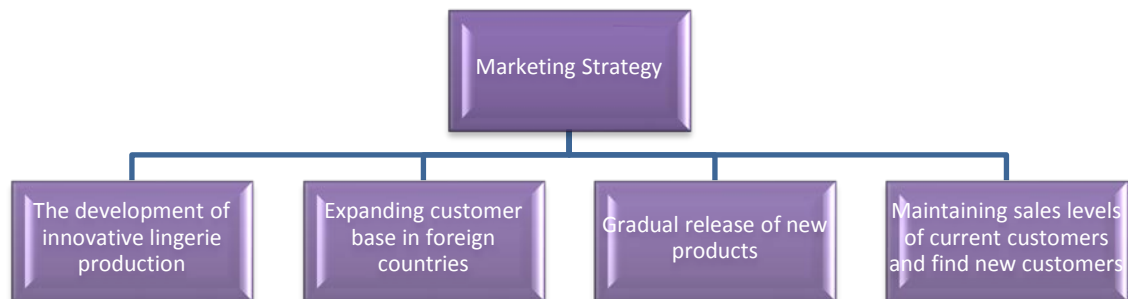 Marketing Strategy
The development of
innovative lingerie
production
Expanding customer
base in foreign
countries
Gradual release of new
products
Maintaining sales levels
of current customers
and find new customers